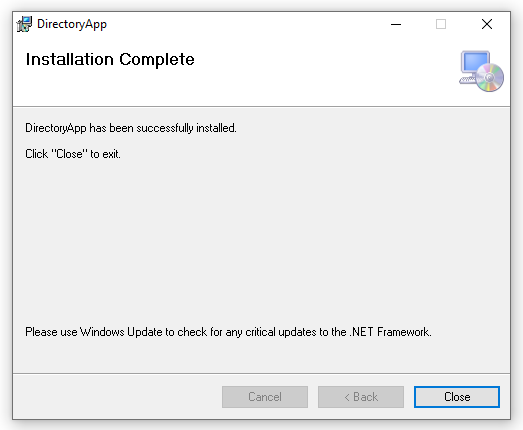 DirectoryApp
Installation Complete
DirectoryApp has been successfully installed.
Click "Close" to exit.
Please use Windows Update to check for any critical updates to the .NET Framework.
Cancel
< Back
Close